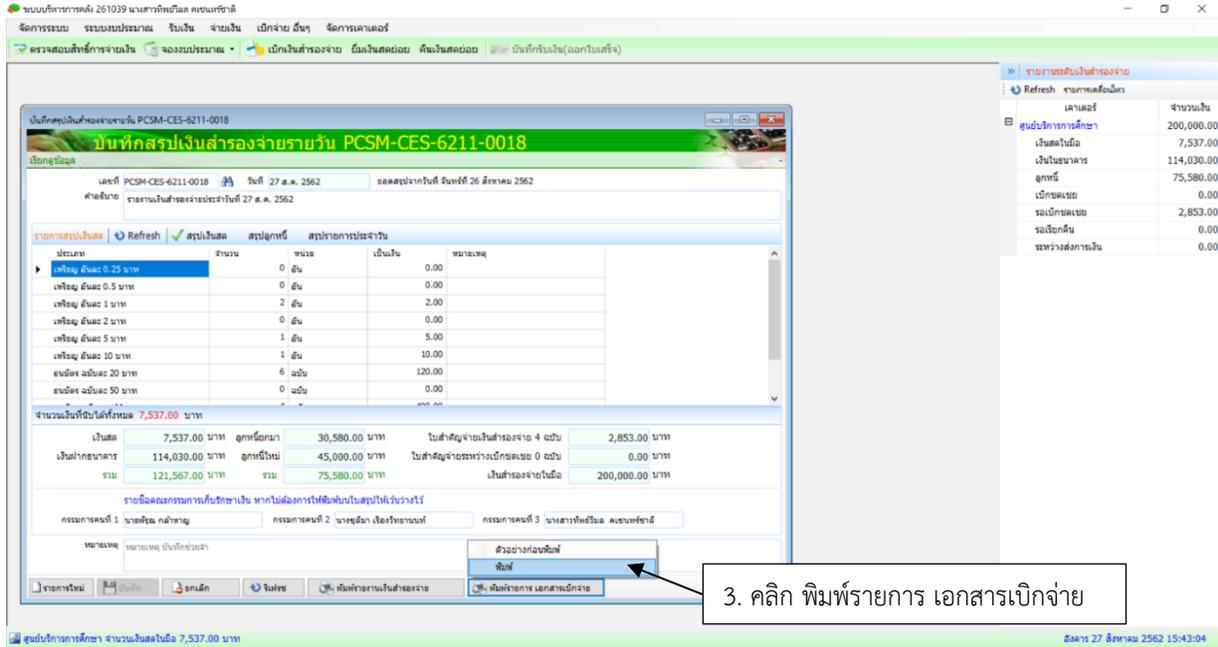 ระบบบริหารการคลัง 261039 นางสาวทิพย์วิมล คเชนทร์ชาติ
จัดการระบบ ระบบงบประมาณ รับเงิน จ่ายเงิน เบิกจ่าย อื่นๆ จัดการเคาเตอร์
ตรวจสอบสิทธิ์การจ่ายเงิน จองงบประมาณ เบิกเงินสำรองจ่าย ยืมเงินสดย่อย คืนเงินสดย่อย บันทึกรับเงิน(ออกใบเสร็จ)
รายงานระดับเงินสำรองจ่าย
Refresh รายการเคลื่อนไหว
เคาเตอร์ จำนวนเงิน
ศูนย์บริการการศึกษา 200,000.00
เงินสดในมือ 7,537.00
เงินในธนาคาร 114,030.00
ลูกหนี้ 75,580.00
เบิกชดเชย 0.00
รอเบิกชดเชย 2,853.00
รอเรียกคืน 0.00
ระหว่างส่งการเงิน 0.00
บันทึกสรุปเงินสำรองจ่ายรายวัน PCSM-CES-6211-0018
บันทึกสรุปเงินสำรองจ่ายรายวัน PCSM-CES-6211-0018
เรียกดูข้อมูล
เลขที่ PCSM-CES-6211-0018 วันที่ 27 ส.ค. 2562 ยอดสรุปจากวันที่ จันทร์ที่ 26 สิงหาคม 2562
คำอธิบาย รายงานเงินสำรองจ่ายประจำวันที่ 27 ส.ค. 2562
รายการสรุปเงินสด Refresh สรุปเงินสด สรุปลูกหนี้ สรุปรายการประจำวัน
ประเภท จำนวน หน่วย เป็นเงิน หมายเหตุ
เหรียญ อันละ 0.25 บาท 0 อัน 0.00
เหรียญ อันละ 0.5 บาท 0 อัน 0.00
เหรียญ อันละ 1 บาท 2 อัน 2.00
เหรียญ อันละ 2 บาท 0 อัน 0.00
เหรียญ อันละ 5 บาท 1 อัน 5.00
เหรียญ อันละ 10 บาท 1 อัน 10.00
ธนบัตร ฉบับละ 20 บาท 6 ฉบับ 120.00
ธนบัตร ฉบับละ 50 บาท 0 ฉบับ 0.00
จำนวนเงินที่นับได้ทั้งหมด 7,537.00 บาท
เงินสด 7,537.00 บาท ลูกหนี้ยกมา 30,580.00 บาท ใบสำคัญจ่ายเงินสำรองจ่าย 4 ฉบับ 2,853.00 บาท
เงินฝากธนาคาร 114,030.00 บาท ลูกหนี้ใหม่ 45,000.00 บาท ใบสำคัญจ่ายระหว่างเบิกชดเชย 0 ฉบับ 0.00 บาท
รวม 121,567.00 บาท รวม 75,580.00 บาท เงินสำรองจ่ายในมือ 200,000.00 บาท
รายชื่อคณะกรรมการเก็บรักษาเงิน หากไม่ต้องการให้พิมพ์บนใบสรุปให้เว้นว่างไว้
กรรมการคนที่ 1 นายพิรุณ กล้าหาญ กรรมการคนที่ 2 นางชุลีมา เรืองวิทยานนท์ กรรมการคนที่ 3 นางสาวทิพย์วิมล คเชนทร์ชาติ
หมายเหตุ หมายเหตุ บันทึกช่วยจำ
ตัวอย่างก่อนพิมพ์
พิมพ์
รายการใหม่ บันทึก ยกเลิก รีเฟรช พิมพ์รายงานเงินสำรองจ่าย พิมพ์รายการ เอกสารเบิกจ่าย
3. คลิก พิมพ์รายการ เอกสารเบิกจ่าย
ศูนย์บริการการศึกษา จำนวนเงินสดในมือ 7,537.00 บาท อังคาร 27 สิงหาคม 2562 15:43:04